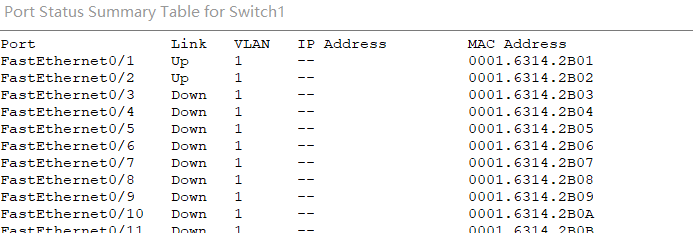 Port Status Summary Table for Switch1
Port Link VLAN IP Address MAC Address
FastEthernet0/1 Up 1 -- 0001.6314.2B01
FastEthernet0/2 Up 1 -- 0001.6314.2B02
FastEthernet0/3 Down 1 -- 0001.6314.2B03
FastEthernet0/4 Down 1 -- 0001.6314.2B04
FastEthernet0/5 Down 1 -- 0001.6314.2B05
FastEthernet0/6 Down 1 -- 0001.6314.2B06
FastEthernet0/7 Down 1 -- 0001.6314.2B07
FastEthernet0/8 Down 1 -- 0001.6314.2B08
FastEthernet0/9 Down 1 -- 0001.6314.2B09
FastEthernet0/10 Down 1 -- 0001.6314.2B0A
FastEthernet0/11 Down 1 -- 0001.6314.2B0B